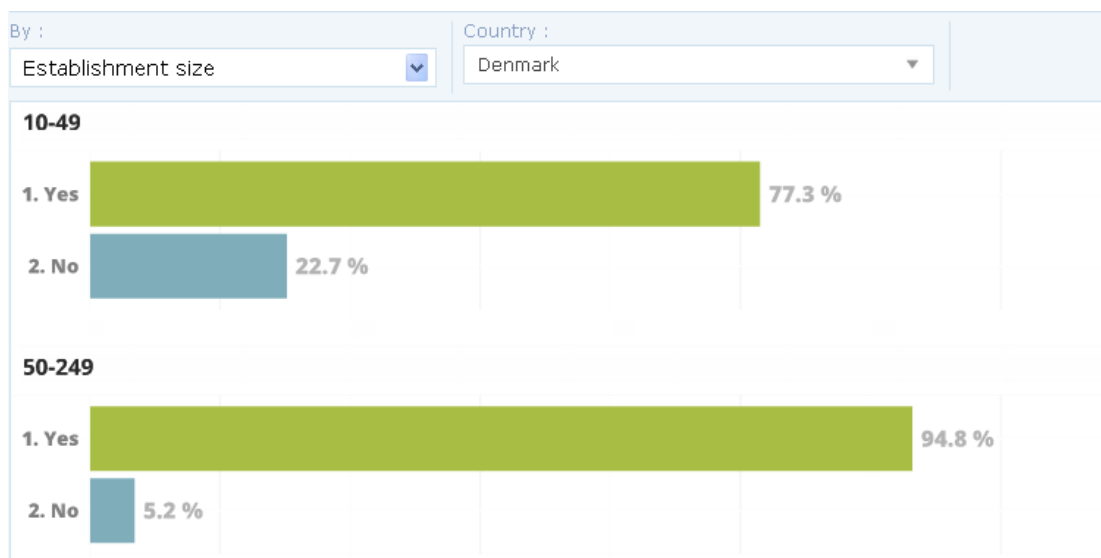 By :
Country :
Establishment size
Denmark
10-49
1. Yes
77.3 %
2. No
22.7 %
50-249
1. Yes
94.8 %
2. No
5.2 %